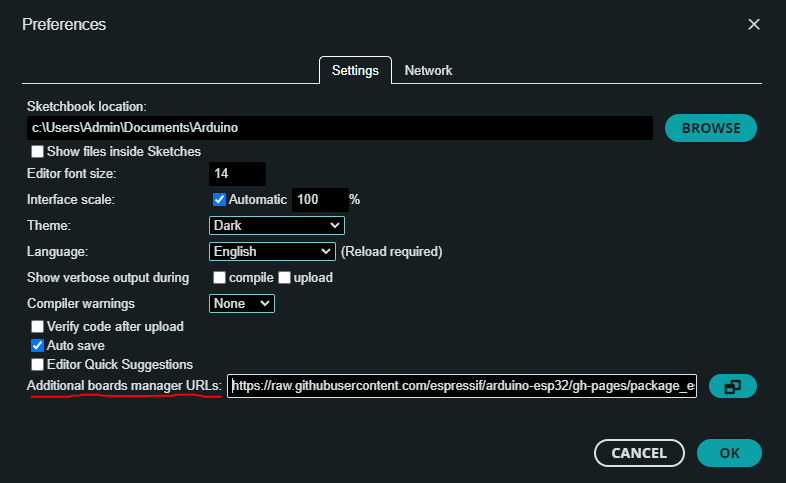 Preferences
Settings Network
Sketchbook location:
c:\Users\Admin\Documents\Arduino
BROWSE
Show files inside Sketches
Editor font size: 14
Interface scale: Automatic 100 %
Theme: Dark
Language: English (Reload required)
Show verbose output during compile upload
Compiler warnings None
Verify code after upload
Auto save
Editor Quick Suggestions
Additional boards manager URLs: https://raw.githubusercontent.com/espressif/arduino-esp32/gh-pages/package_es
CANCEL OK